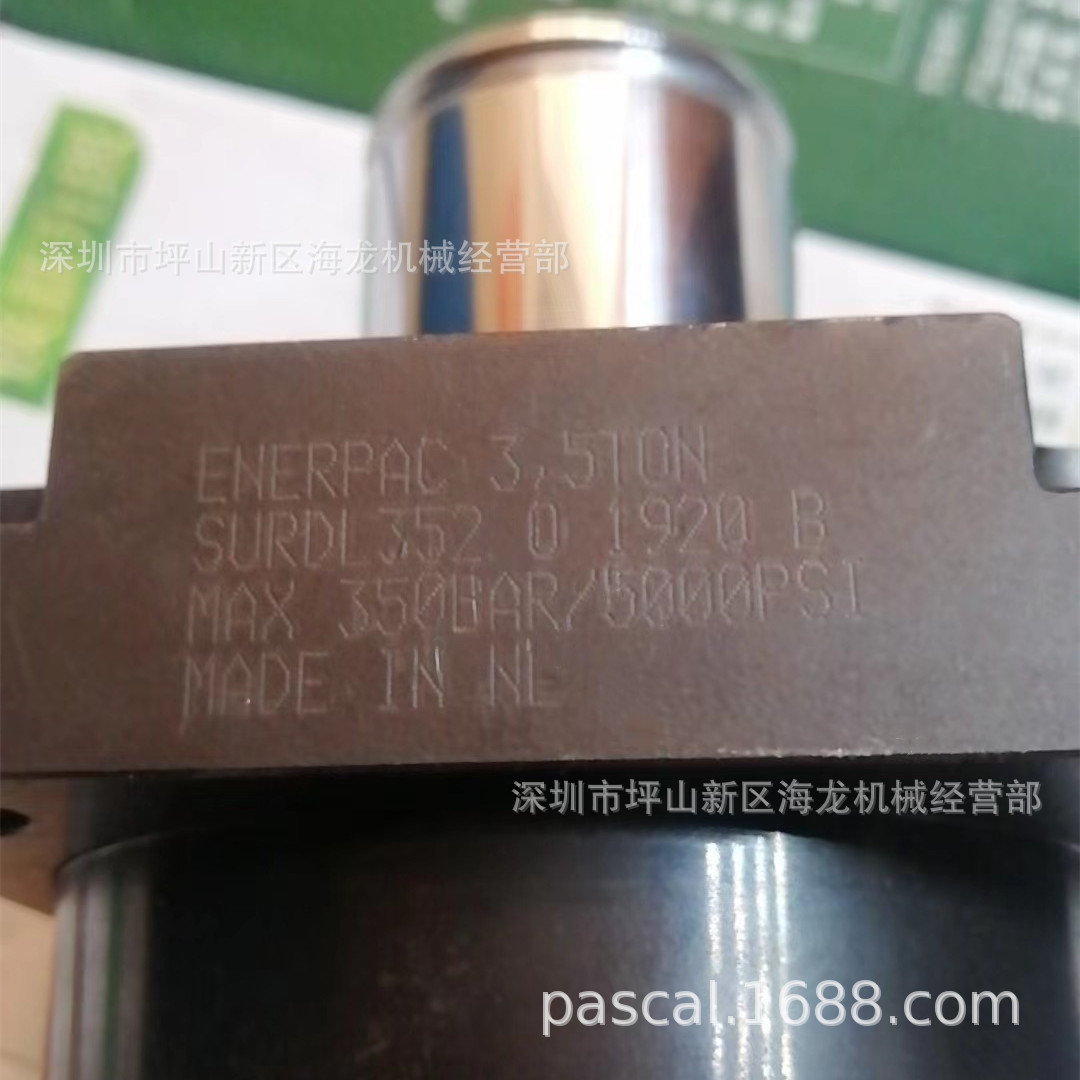 深圳市坪山新区海龙机械经营部
ENERPAC 3,5TON
SURDL352 0 1920 B
MAX 350BAR/5000PSI
MADE IN NL
深圳市坪山新区海龙机械经营部
pascal.1688.com